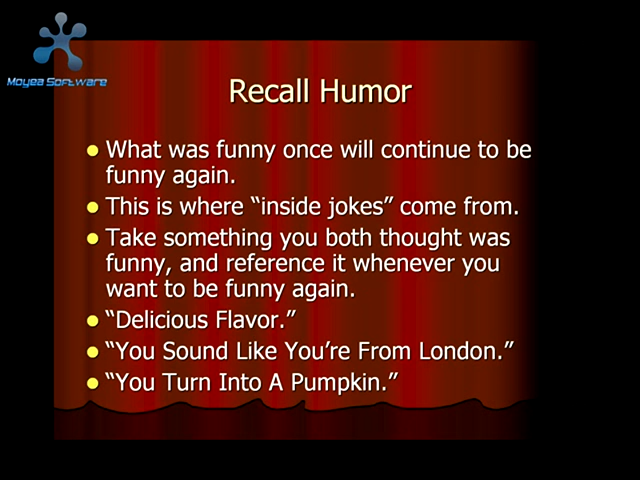 Moyea Software
Recall Humor
What was funny once will continue to be
funny again.
This is where “inside jokes” come from.
Take something you both thought was
funny, and reference it whenever you
want to be funny again.
“Delicious Flavor.”
“You Sound Like You’re From London.”
“You Turn Into A Pumpkin.”